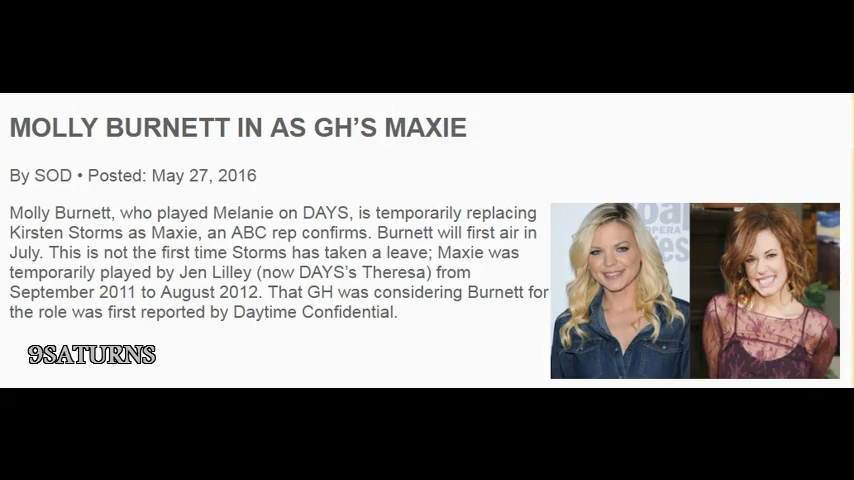 MOLLY BURNETT IN AS GH'S MAXIE
By SOD • Posted: May 27, 2016
Molly Burnett, who played Melanie on DAYS, is temporarily replacing
Kirsten Storms as Maxie, an ABC rep confirms. Burnett will first air in
July. This is not the first time Storms has taken a leave; Maxie was
temporarily played by Jen Lilley (now DAYS's Theresa) from
September 2011 to August 2012. That GH was considering Burnett for
the role was first reported by Daytime Confidential.
OPERA
9SATURNS